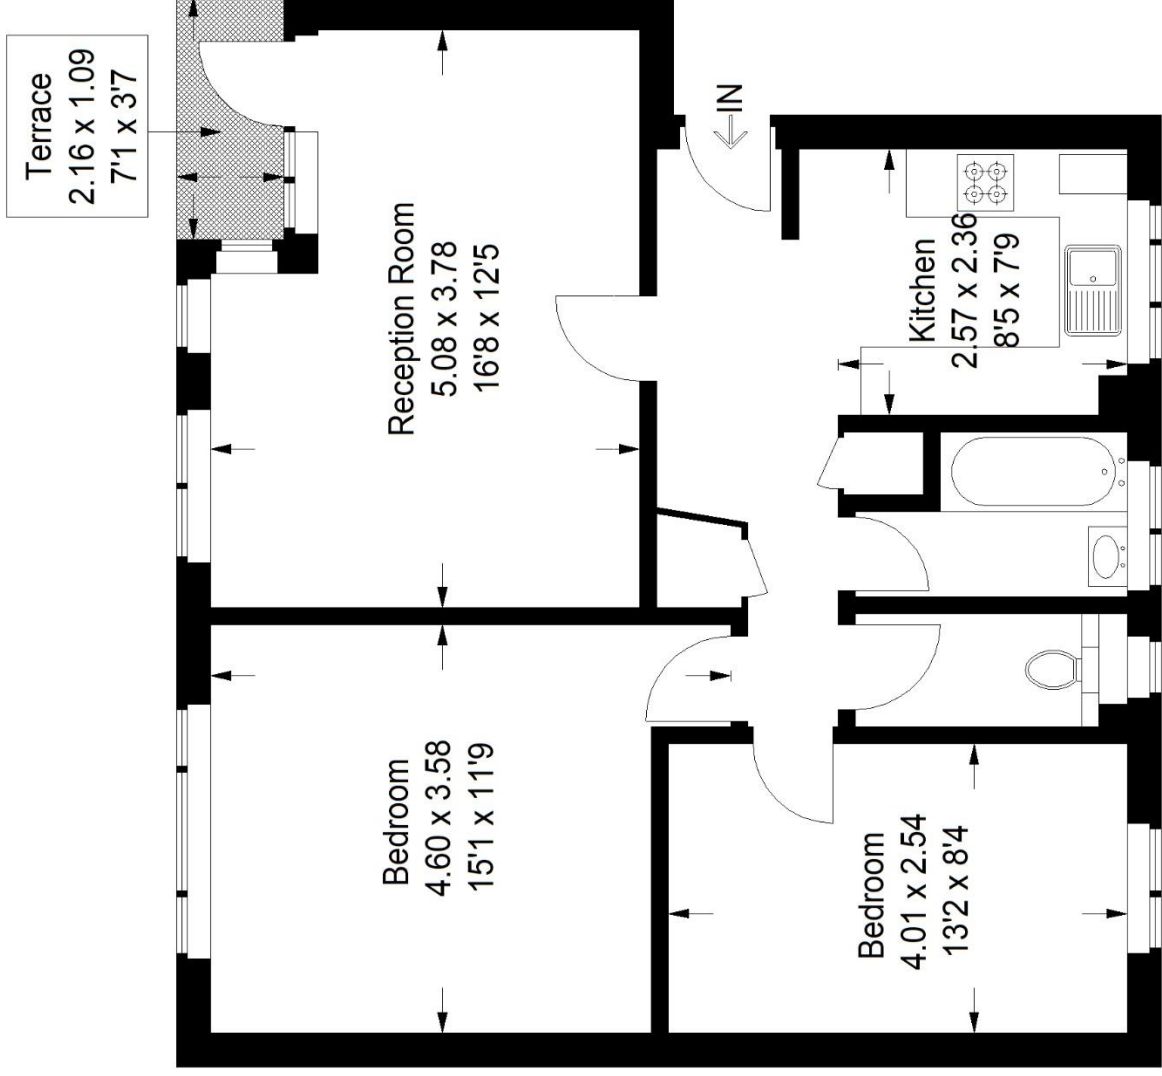 Terrace
2.16 x 1.09
7'1 x 3'7
Reception Room
5.08 x 3.78
16'8 x 12'5
IN
Kitchen
2.57 x 2.36
8'5 x 7'9
Bedroom
4.60 x 3.58
15'1 x 11'9
Bedroom
4.01 x 2.54
13'2 x 8'4